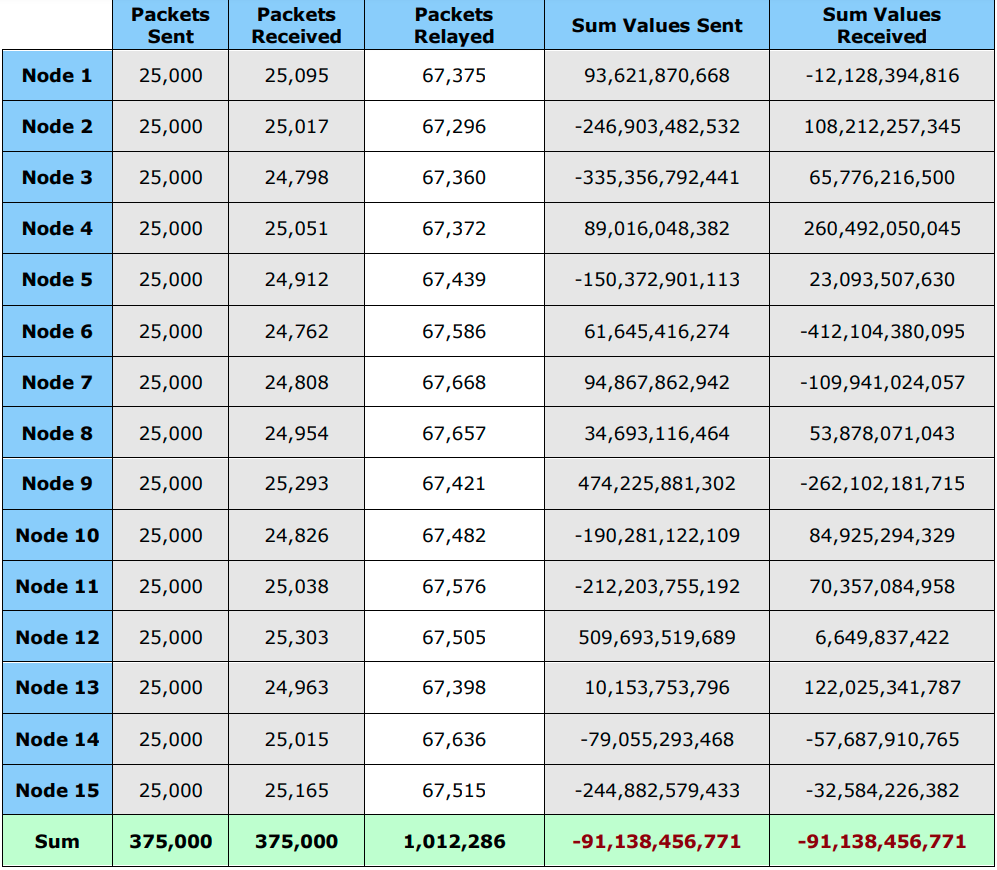 Packets Sent Packets Received Packets Relayed Sum Values Sent Sum Values Received
Node 1 25,000 25,095 67,375 93,621,870,668 -12,128,394,816
Node 2 25,000 25,017 67,296 -246,903,482,532 108,212,257,345
Node 3 25,000 24,798 67,360 -335,356,792,441 65,776,216,500
Node 4 25,000 25,051 67,372 89,016,048,382 260,492,050,045
Node 5 25,000 24,912 67,439 -150,372,901,113 23,093,507,630
Node 6 25,000 24,762 67,586 61,645,416,274 -412,104,380,095
Node 7 25,000 24,808 67,668 94,867,862,942 -109,941,024,057
Node 8 25,000 24,954 67,657 34,693,116,464 53,878,071,043
Node 9 25,000 25,293 67,421 474,225,881,302 -262,102,181,715
Node 10 25,000 24,826 67,482 -190,281,122,109 84,925,294,329
Node 11 25,000 25,038 67,576 -212,203,755,192 70,357,084,958
Node 12 25,000 25,303 67,505 509,693,519,689 6,649,837,422
Node 13 25,000 24,963 67,398 10,153,753,796 122,025,341,787
Node 14 25,000 25,015 67,636 -79,055,293,468 -57,687,910,765
Node 15 25,000 25,165 67,515 -244,882,579,433 -32,584,226,382
Sum 375,000 375,000 1,012,286 -91,138,456,771 -91,138,456,771